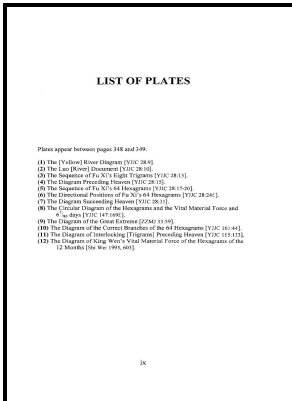 LIST OF PLATES
Plates appear between pages 348 and 349.
(1) The [Yellow] River Diagram [YJJC 28:9].
(2) The Luo [River] Document [YJJC 28:10].
(3) The Sequence of Fu Xi's Eight Trigrams [YJJC 28:13].
(4) The Diagram Preceding Heaven [YJJC 28:15].
(5) The Sequence of Fu Xi's 64 Hexagrams [YJJC 28:17-20].
(6) The Directional Positions of Fu Xi's 64 Hexagrams [YJJC 28:24f.].
(7) The Diagram Succeeding Heaven [YJJC 28:31].
(8) The Circular Diagram of the Hexagrams and the Vital Material Force and
6 7/80 days [YJJC 147:169f.].
(9) The Diagram of the Great Extreme [ZZMJ 33:59].
(10) The Diagram of the Correct Branches of the 64 Hexagrams [YJJC 161:44].
(11) The Diagram of Interlocking [Trigrams] Preceding Heaven [YJJC 115:133].
(12) The Diagram of King Wen's Vital Material Force of the Hexagrams of the
12 Months [Shi Wei 1995, 603].
ix